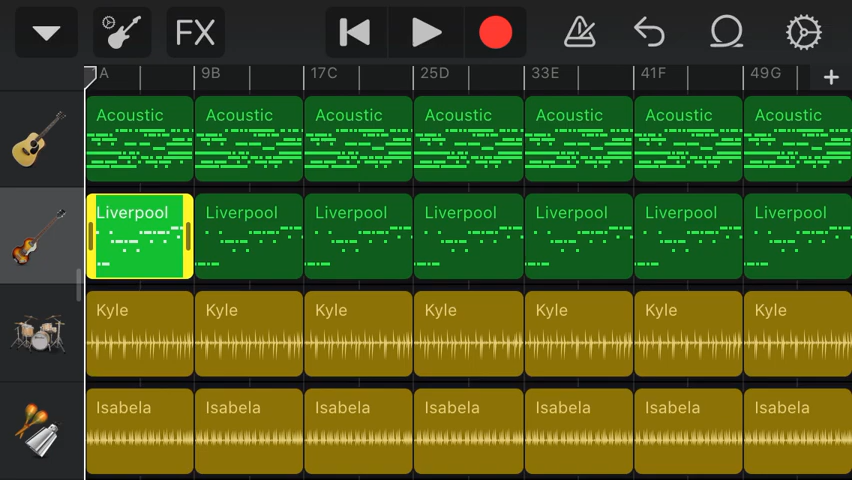 FX
A 9B 17C 25D 33E 41F 49G +
Acoustic Acoustic Acoustic Acoustic Acoustic Acoustic Acoustic
Liverpool Liverpool Liverpool Liverpool Liverpool Liverpool Liverpool
Kyle Kyle Kyle Kyle Kyle Kyle Kyle
Isabela Isabela Isabela Isabela Isabela Isabela Isabela